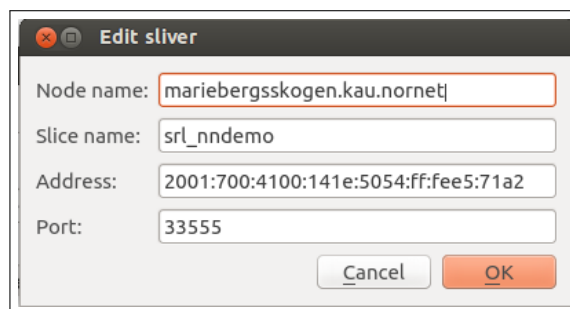 Edit sliver
Node name: mariebergsskogen.kau.nornet
Slice name: srl_nndemo
Address: 2001:700:4100:141e:5054:ff:fee5:71a2
Port: 33555
Cancel OK